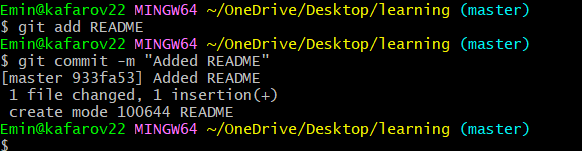 Emin@kafarov22 MINGW64 ~/OneDrive/Desktop/learning (master)
$ git add README
Emin@kafarov22 MINGW64 ~/OneDrive/Desktop/learning (master)
$ git commit -m "Added README"
[master 933fa53] Added README
 1 file changed, 1 insertion(+)
 create mode 100644 README
Emin@kafarov22 MINGW64 ~/OneDrive/Desktop/learning (master)
$